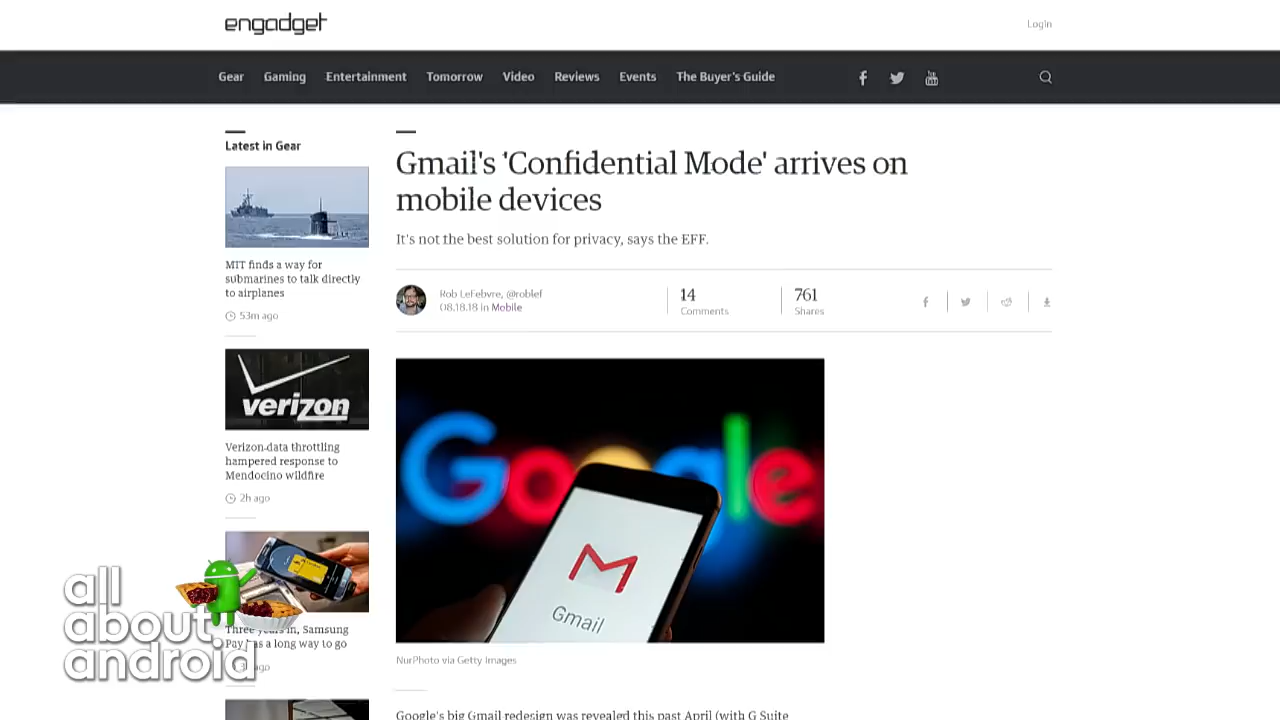 engadget
Login
Gear
Gaming
Entertainment
Tomorrow
Video
Reviews
Events
The Buyer's Guide
Latest in Gear
MIT finds a way for
submarines to talk directly
to airplanes
53m ago
verizon
Verizon data throttling
hampered response to
Mendocino wildfire
2h ago
Three years in, Samsung
Pay has a long way to go
ago
all
about
android
Gmail's 'Confidential Mode' arrives on
mobile devices
It's not the best solution for privacy, says the EFF.
Rob LeFebvre, @roblef
08.18.18 in Mobile
14
Comments
761
Shares
Google
Gmail
NurPhoto via Getty Images
Google's big Gmail redesign was revealed this past April (with G Suite